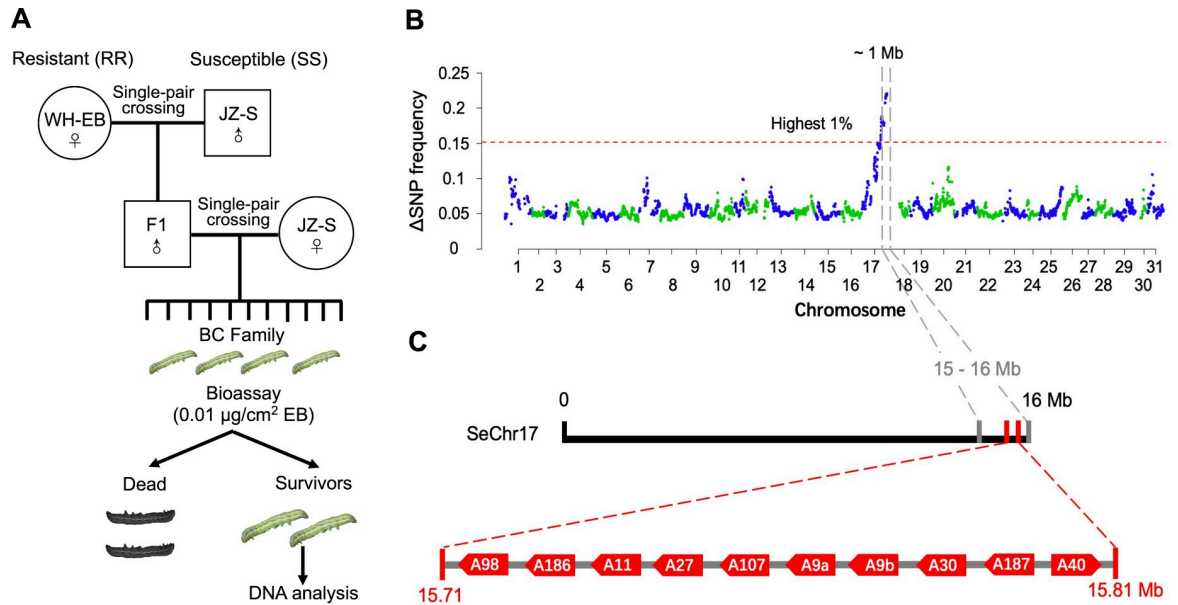 A
Resistant (RR)
Susceptible (SS)
Single-pair
crossing
WH-EB
♀
JZ-S
♂
Single-pair
crossing
F1
♂
JZ-S
♀
BC Family
Bioassay
(0.01 µg/cm² EB)
Dead
Survivors
DNA analysis
B
~ 1 Mb
ΔSNP frequency
0.25
0.2
0.15
0.1
0.05
0
Highest 1%
1 3 5 7 9 11 13 15 17 19 21 23 25 27 29 31
2 4 6 8 10 12 14 16 18 20 22 24 26 28 30
Chromosome
C
15 - 16 Mb
0
16 Mb
SeChr17
A98 A186 A11 A27 A107 A9a A9b A30 A187 A40
15.71
15.81 Mb